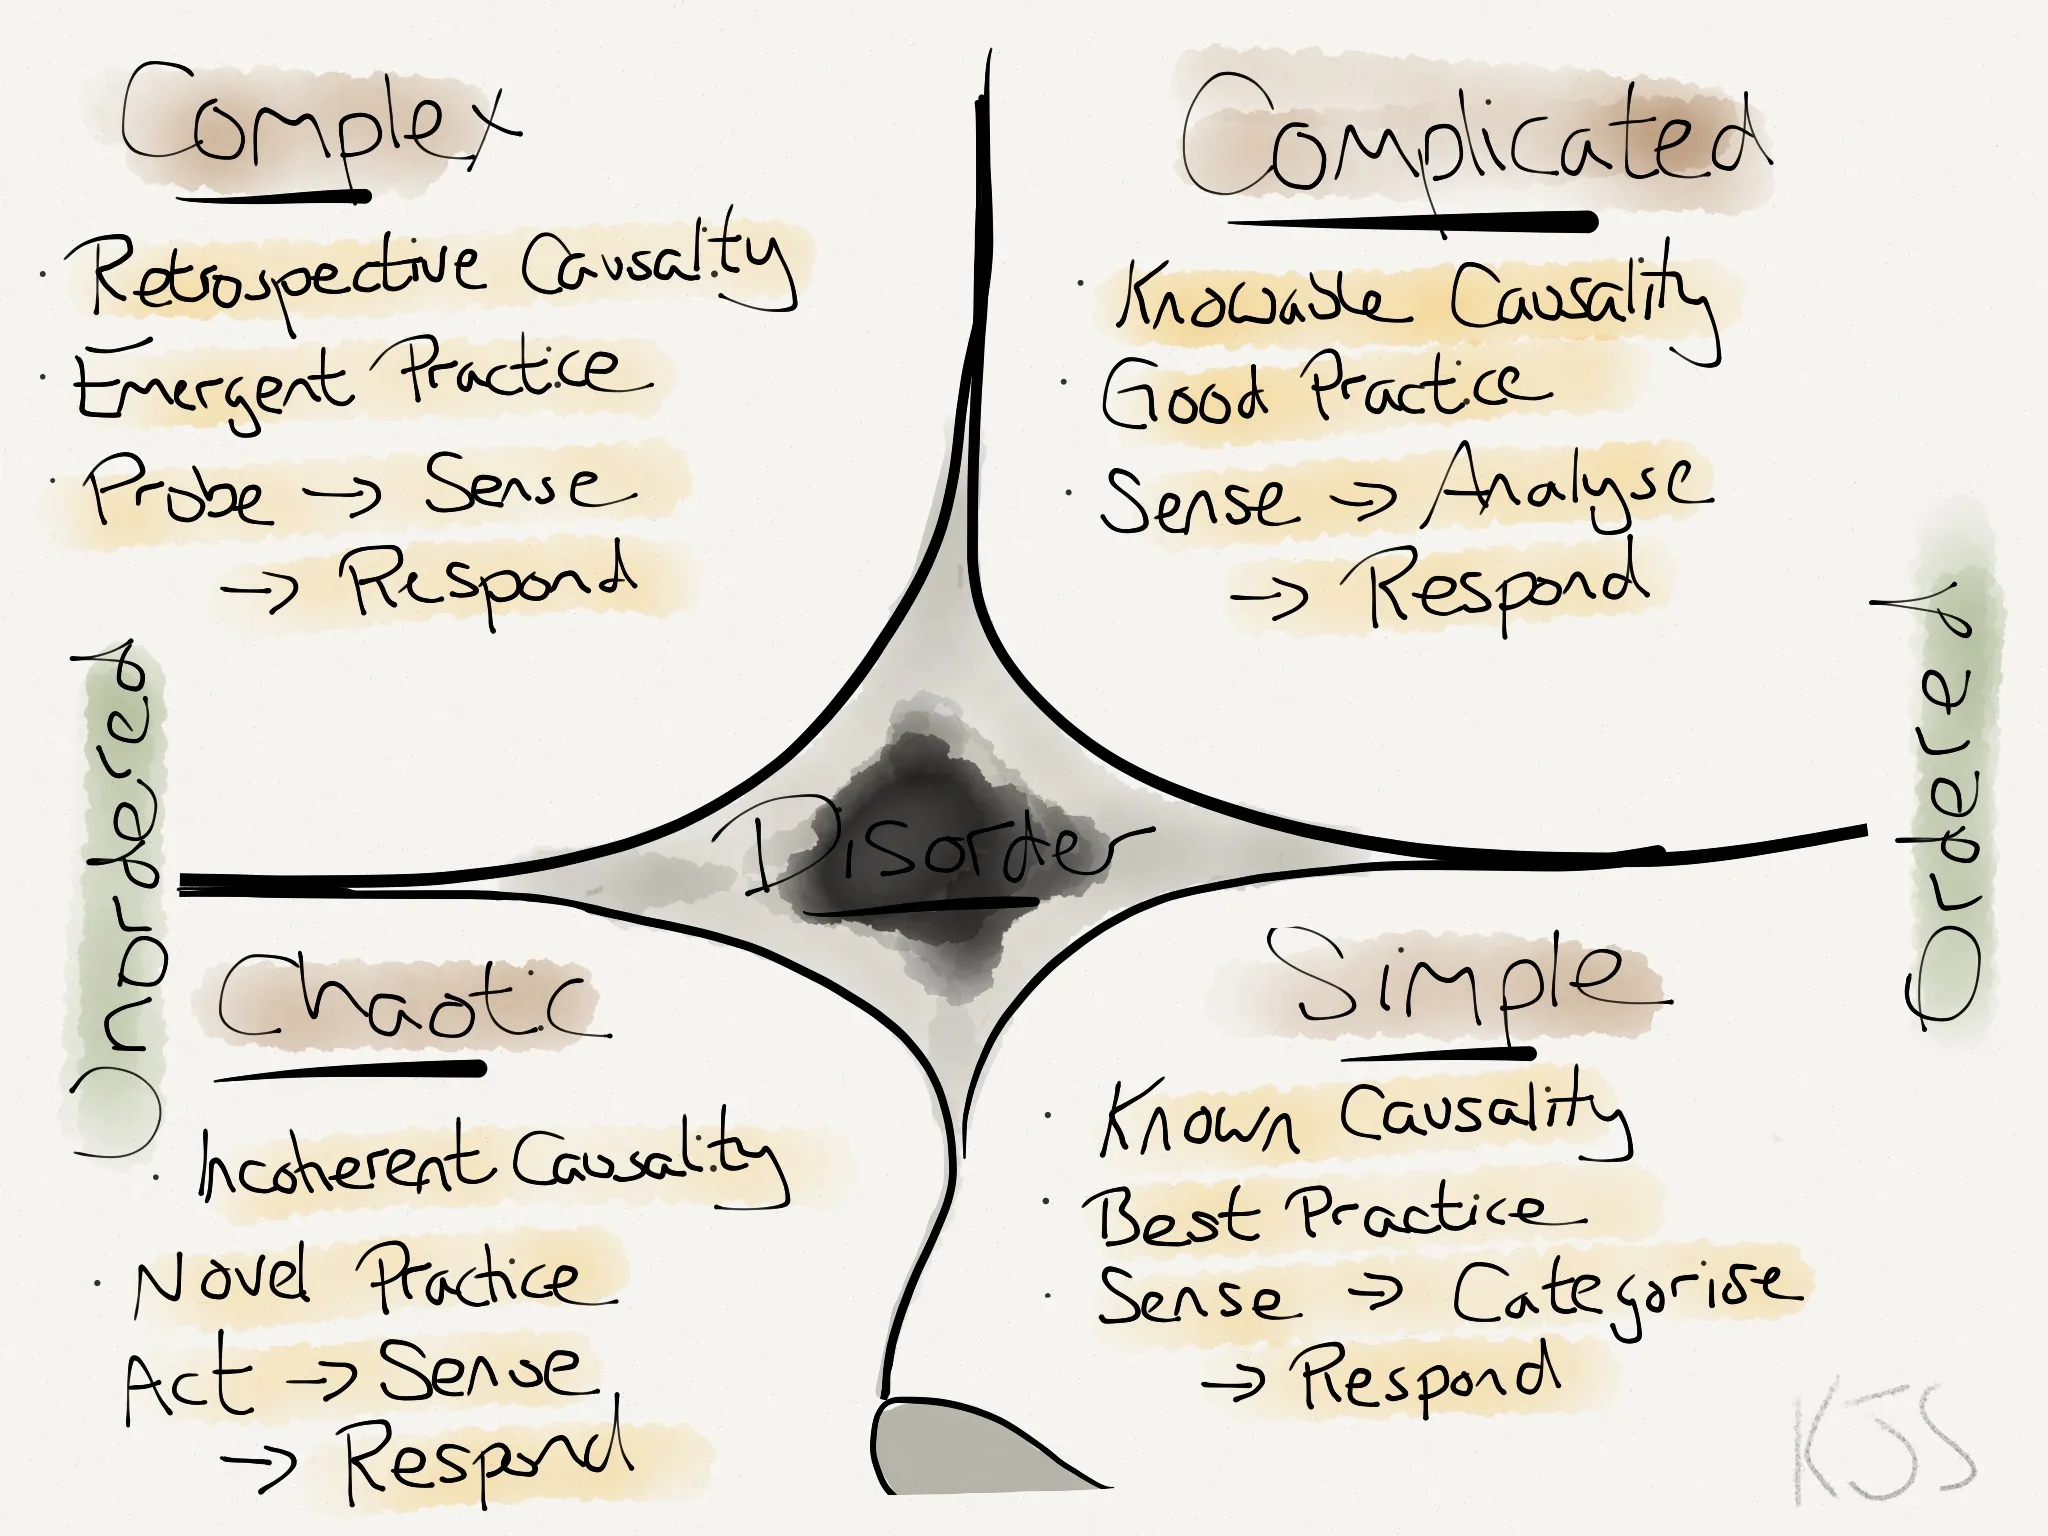 Complex
Retrospective Causality
Emergent Practice
Probe → Sense
→ Respond
Complicated
Knowable Causality
Good Practice
Sense → Analyse
→ Respond
Unordered
Ordered
Disorder
Chaotic
Incoherent Causality
Novel Practice
Act → Sense
→ Respond
Simple
Known Causality
Best Practice
Sense → Categorise
→ Respond
KJS